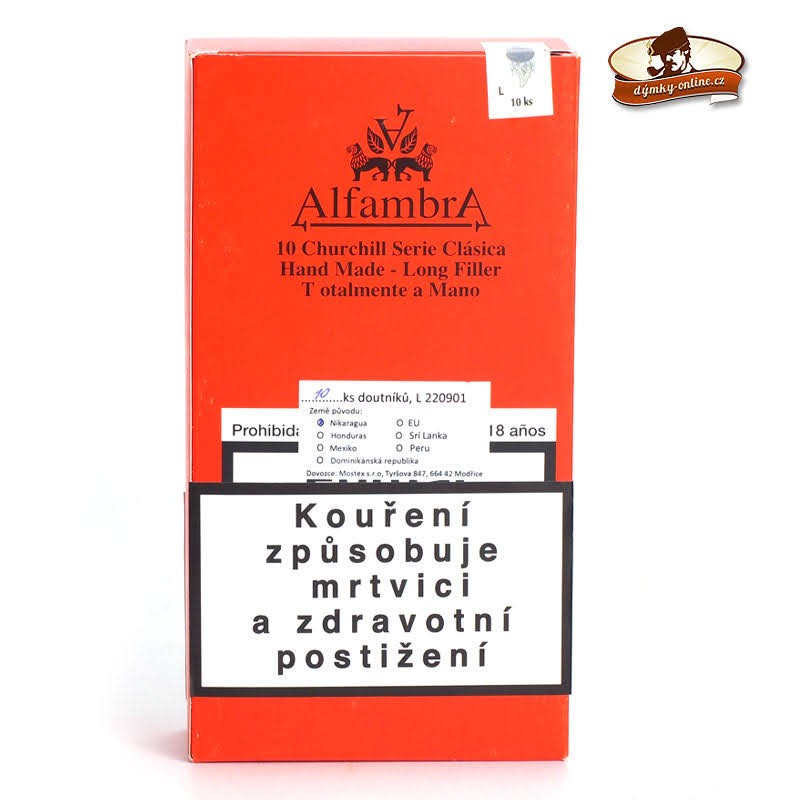 L
10 ks
dýmky-online.cz
A
AlfambrA
10 Churchill Serie Clásica
Hand Made - Long Filler
T otalmente a Mano
....10....ks doutníků, L 220901
Země původu:
Nikaragua O EU
O Honduras O Srí Lanka
O Mexiko O Peru
O Dominikánská republika
Prohibida 18 años
Dovozce: Mostex s.r.o, Tyršova 847, 664 42 Modřice
Kouření
způsobuje
mrtvici
a zdravotní
postižení